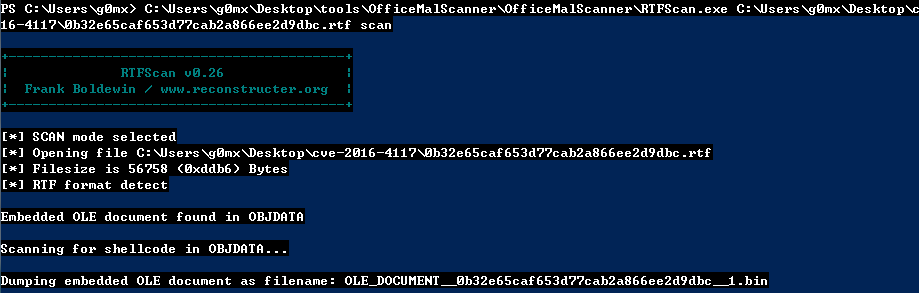 PS C:\Users\g0mx> C:\Users\g0mx\Desktop\tools\OfficeMalScanner\OfficeMalScanner\RTFScan.exe C:\Users\g0mx\Desktop\c
16-4117\0b32e65caf653d77cab2a866ee2d9dbc.rtf scan
+------------------------------------------+
|              RTFScan v0.26               |
|  Frank Boldewin / www.reconstructer.org  |
+------------------------------------------+
[*] SCAN mode selected
[*] Opening file C:\Users\g0mx\Desktop\cve-2016-4117\0b32e65caf653d77cab2a866ee2d9dbc.rtf
[*] Filesize is 56758 (0xddb6) Bytes
[*] RTF format detect
Embedded OLE document found in OBJDATA
Scanning for shellcode in OBJDATA...
Dumping embedded OLE document as filename: OLE_DOCUMENT__0b32e65caf653d77cab2a866ee2d9dbc__1.bin